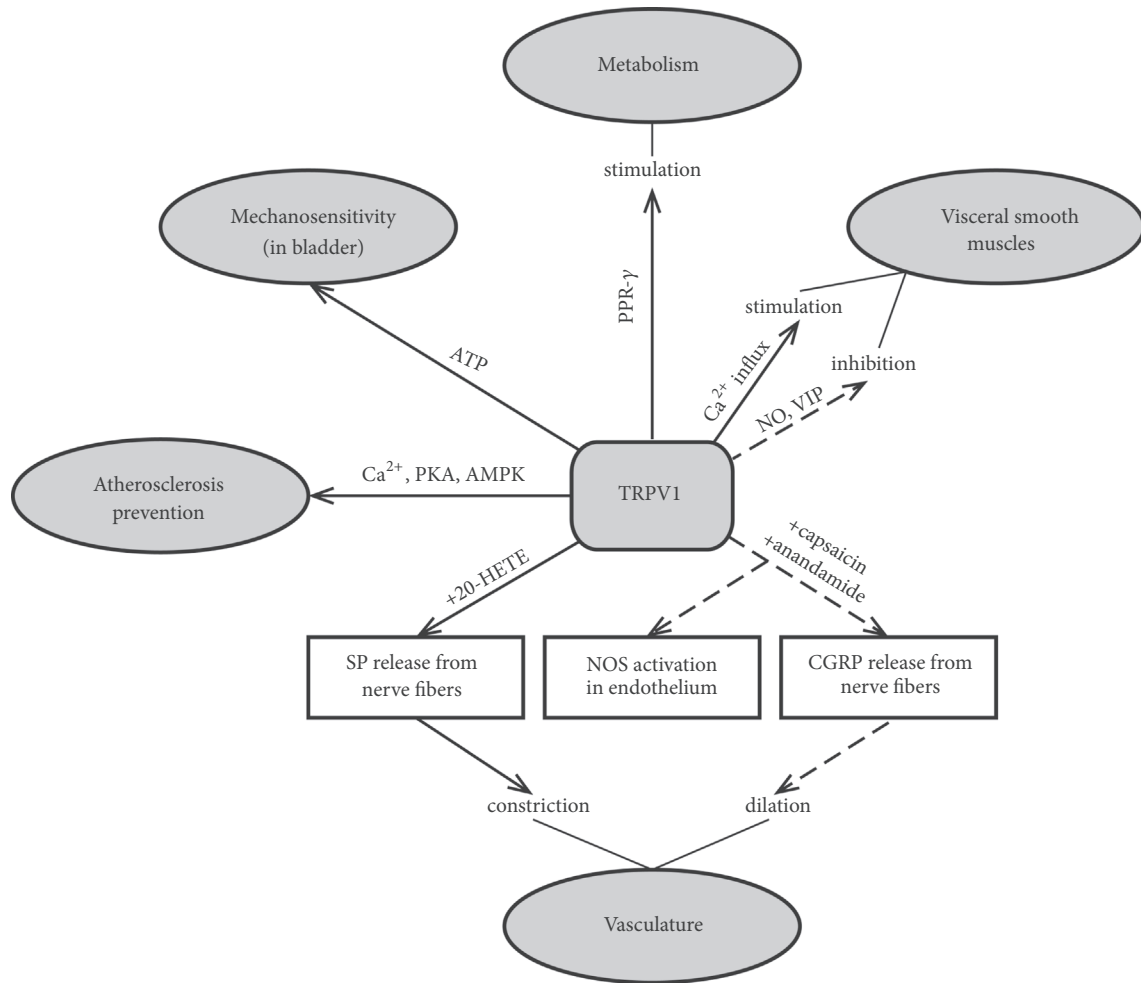 Metabolism
stimulation
Mechanosensitivity
(in bladder)
Visceral smooth
muscles
PPR-γ
stimulation
ATP
Ca²⁺ influx
inhibition
NO, VIP
Atherosclerosis
prevention
Ca²⁺, PKA, AMPK
TRPV1
+20-HETE
+capsaicin
+anandamide
SP release from
nerve fibers
NOS activation
in endothelium
CGRP release from
nerve fibers
constriction
dilation
Vasculature